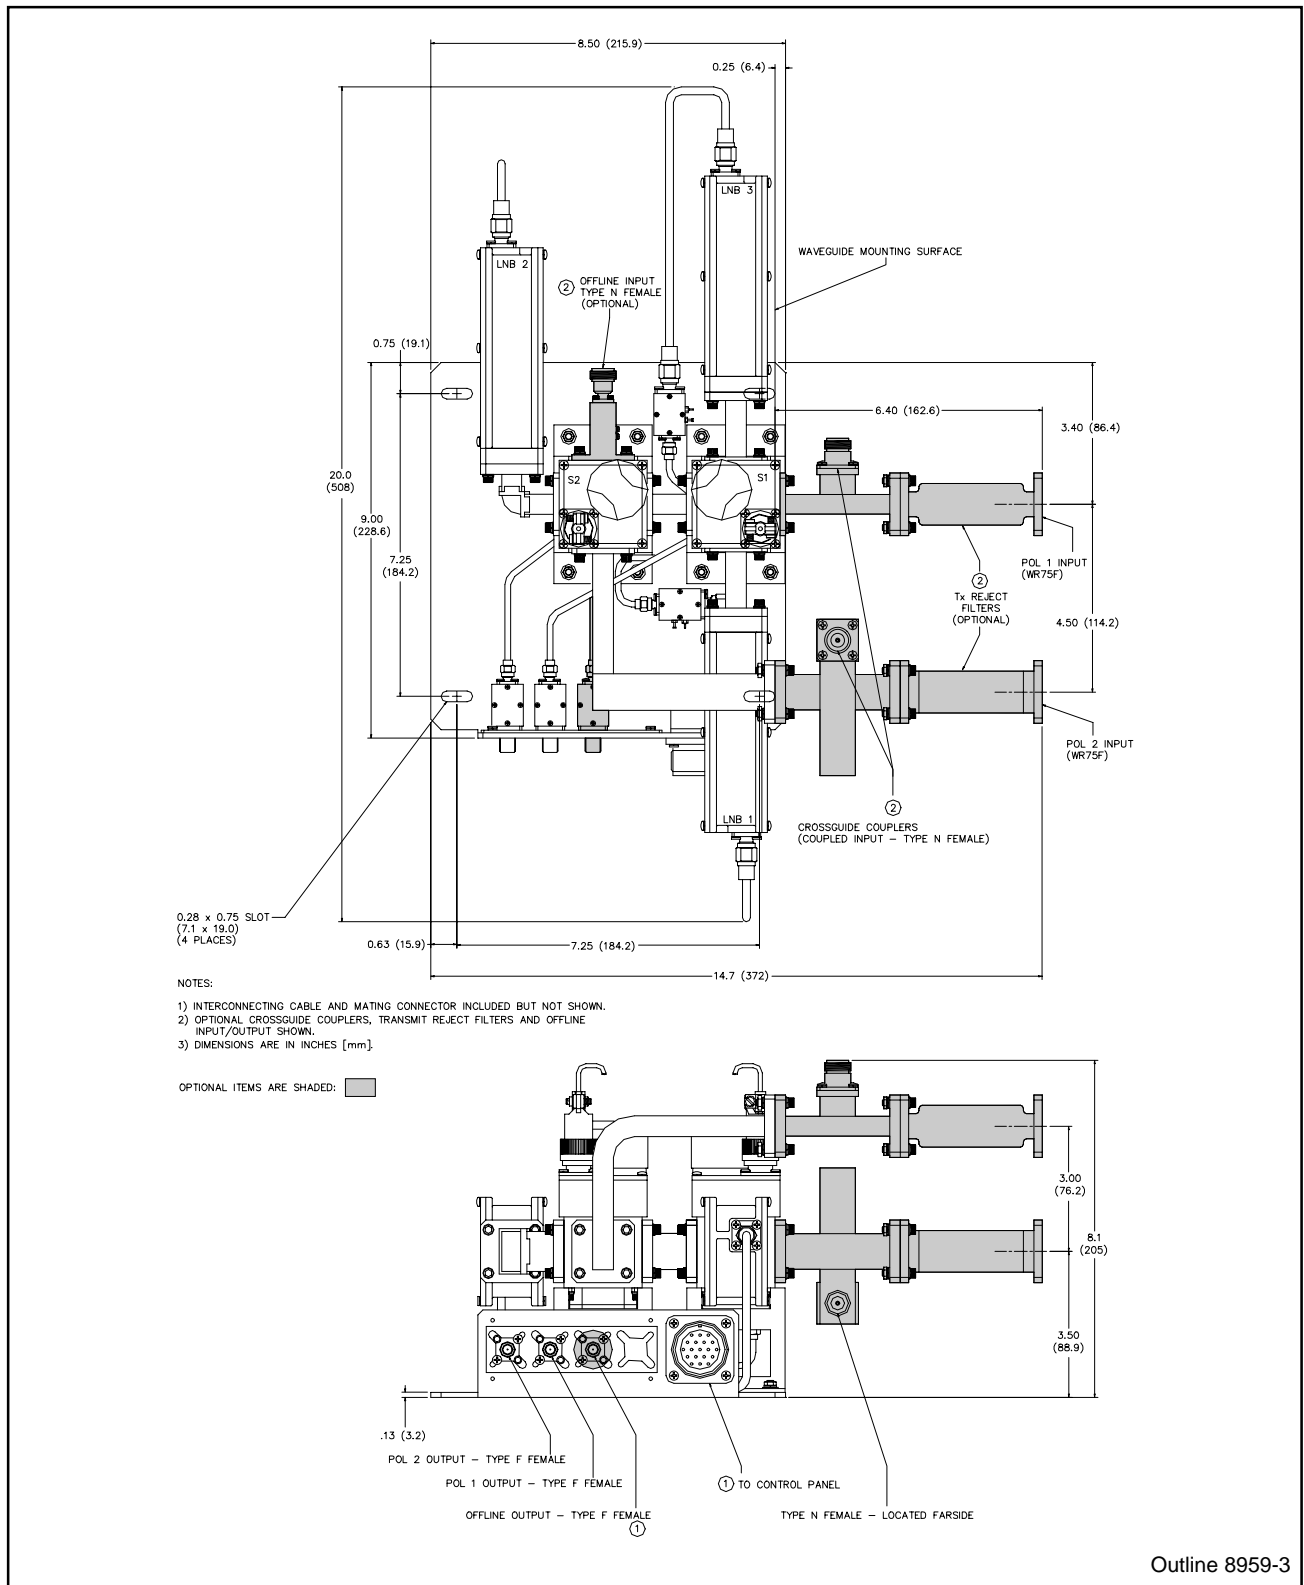 8.50 (215.9)
0.25 (6.4)
LNB 3
WAVEGUIDE MOUNTING SURFACE
LNB 2
2 OFFLINE INPUT
TYPE N FEMALE
(OPTIONAL)
0.75 (19.1)
6.40 (162.6)
3.40 (86.4)
20.0
(508)
S2
S1
9.00
(228.6)
7.25
(184.2)
POL 1 INPUT
(WR75F)
2
Tx REJECT
FILTERS
(OPTIONAL)
4.50 (114.2)
POL 2 INPUT
(WR75F)
2
CROSSGUIDE COUPLERS
(COUPLED INPUT – TYPE N FEMALE)
LNB 1
0.28 x 0.75 SLOT
(7.1 x 19.0)
(4 PLACES)
0.63 (15.9)
7.25 (184.2)
14.7 (372)
NOTES:
1) INTERCONNECTING CABLE AND MATING CONNECTOR INCLUDED BUT NOT SHOWN.
2) OPTIONAL CROSSGUIDE COUPLERS, TRANSMIT REJECT FILTERS AND OFFLINE
INPUT/OUTPUT SHOWN.
3) DIMENSIONS ARE IN INCHES [mm].
OPTIONAL ITEMS ARE SHADED:
3.00
(76.2)
8.1
(205)
3.50
(88.9)
.13 (3.2)
POL 2 OUTPUT – TYPE F FEMALE
POL 1 OUTPUT – TYPE F FEMALE
1 TO CONTROL PANEL
OFFLINE OUTPUT – TYPE F FEMALE
1
TYPE N FEMALE – LOCATED FARSIDE
Outline 8959-3